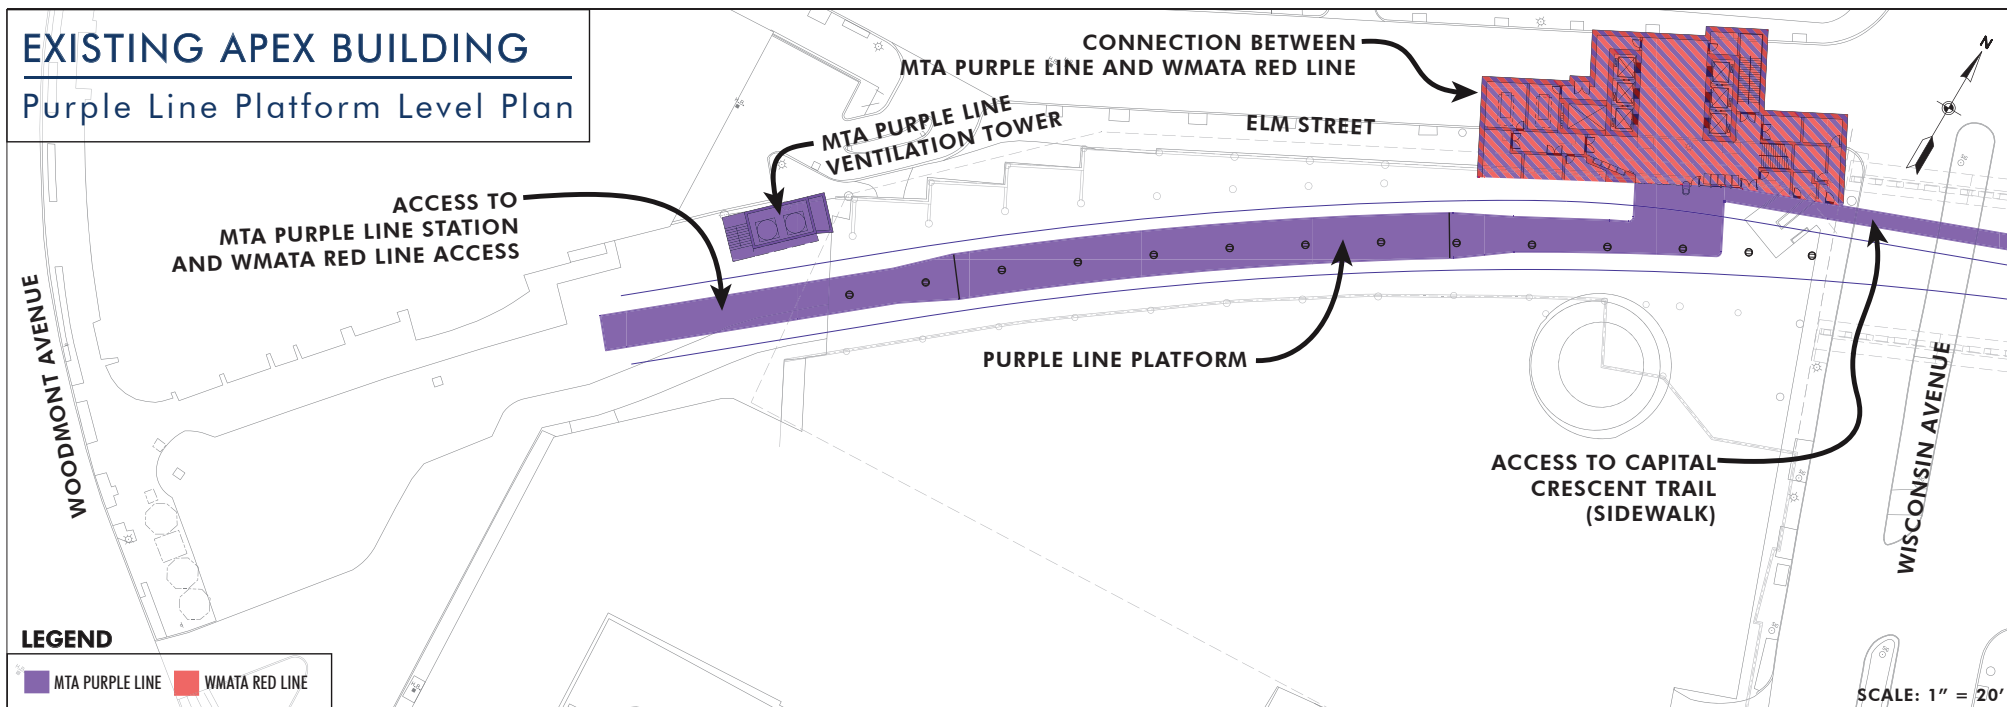 EXISTING APEX BUILDING
Purple Line Platform Level Plan
CONNECTION BETWEEN
MTA PURPLE LINE AND WMATA RED LINE
N
MTA PURPLE LINE
VENTILATION TOWER
ELM STREET
ACCESS TO
MTA PURPLE LINE STATION
AND WMATA RED LINE ACCESS
WOODMONT AVENUE
PURPLE LINE PLATFORM
ACCESS TO CAPITAL
CRESCENT TRAIL
(SIDEWALK)
WISCONSIN AVENUE
LEGEND
MTA PURPLE LINE
WMATA RED LINE
SCALE: 1" = 20'